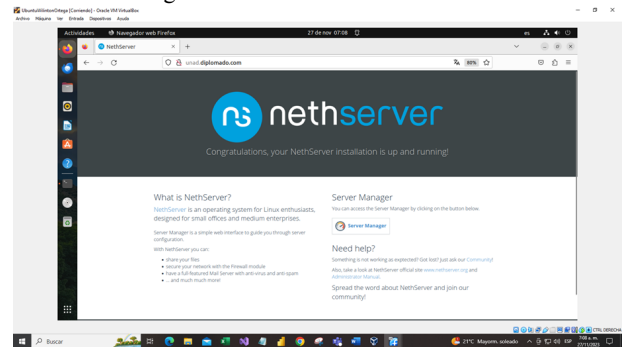 UbuntuWilintonOrtega [Corriendo] - Oracle VM VirtualBox
Archivo Máquina Ver Entrada Dispositivos Ayuda
Actividades Navegador web Firefox 27 de nov 07:08 es
NethServer × +
unad.diplomado.com 80%
ns nethserver
Congratulations, your NethServer installation is up and running!
What is NethServer?
NethServer is an operating system for Linux enthusiasts,
designed for small offices and medium enterprises.
Server Manager is a simple web interface to guide you through server
configuration.
With NethServer you can:
• share your files
• secure your network with the Firewall module
• have a full-featured Mail Server with anti-virus and anti-spam
• ... and much much more!
Server Manager
You can access the Server Manager by clicking on the button below.
Server Manager
Need help?
Something is not working as expected? Got lost? Just ask our Community!
Also, take a look at NethServer official site www.nethserver.org and
Administrator Manual.
Spread the word about NethServer and join our
community!
CTRL DERECHA
Buscar 21°C Mayorm. soleado ESP 7:08 a. m.
27/11/2023